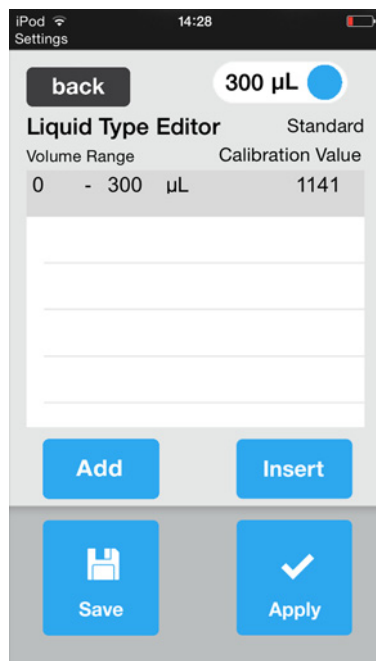 iPod 14:28
Settings
back 300 µL
Liquid Type Editor Standard
Volume Range Calibration Value
0 - 300 µL 1141
Add Insert
Save Apply